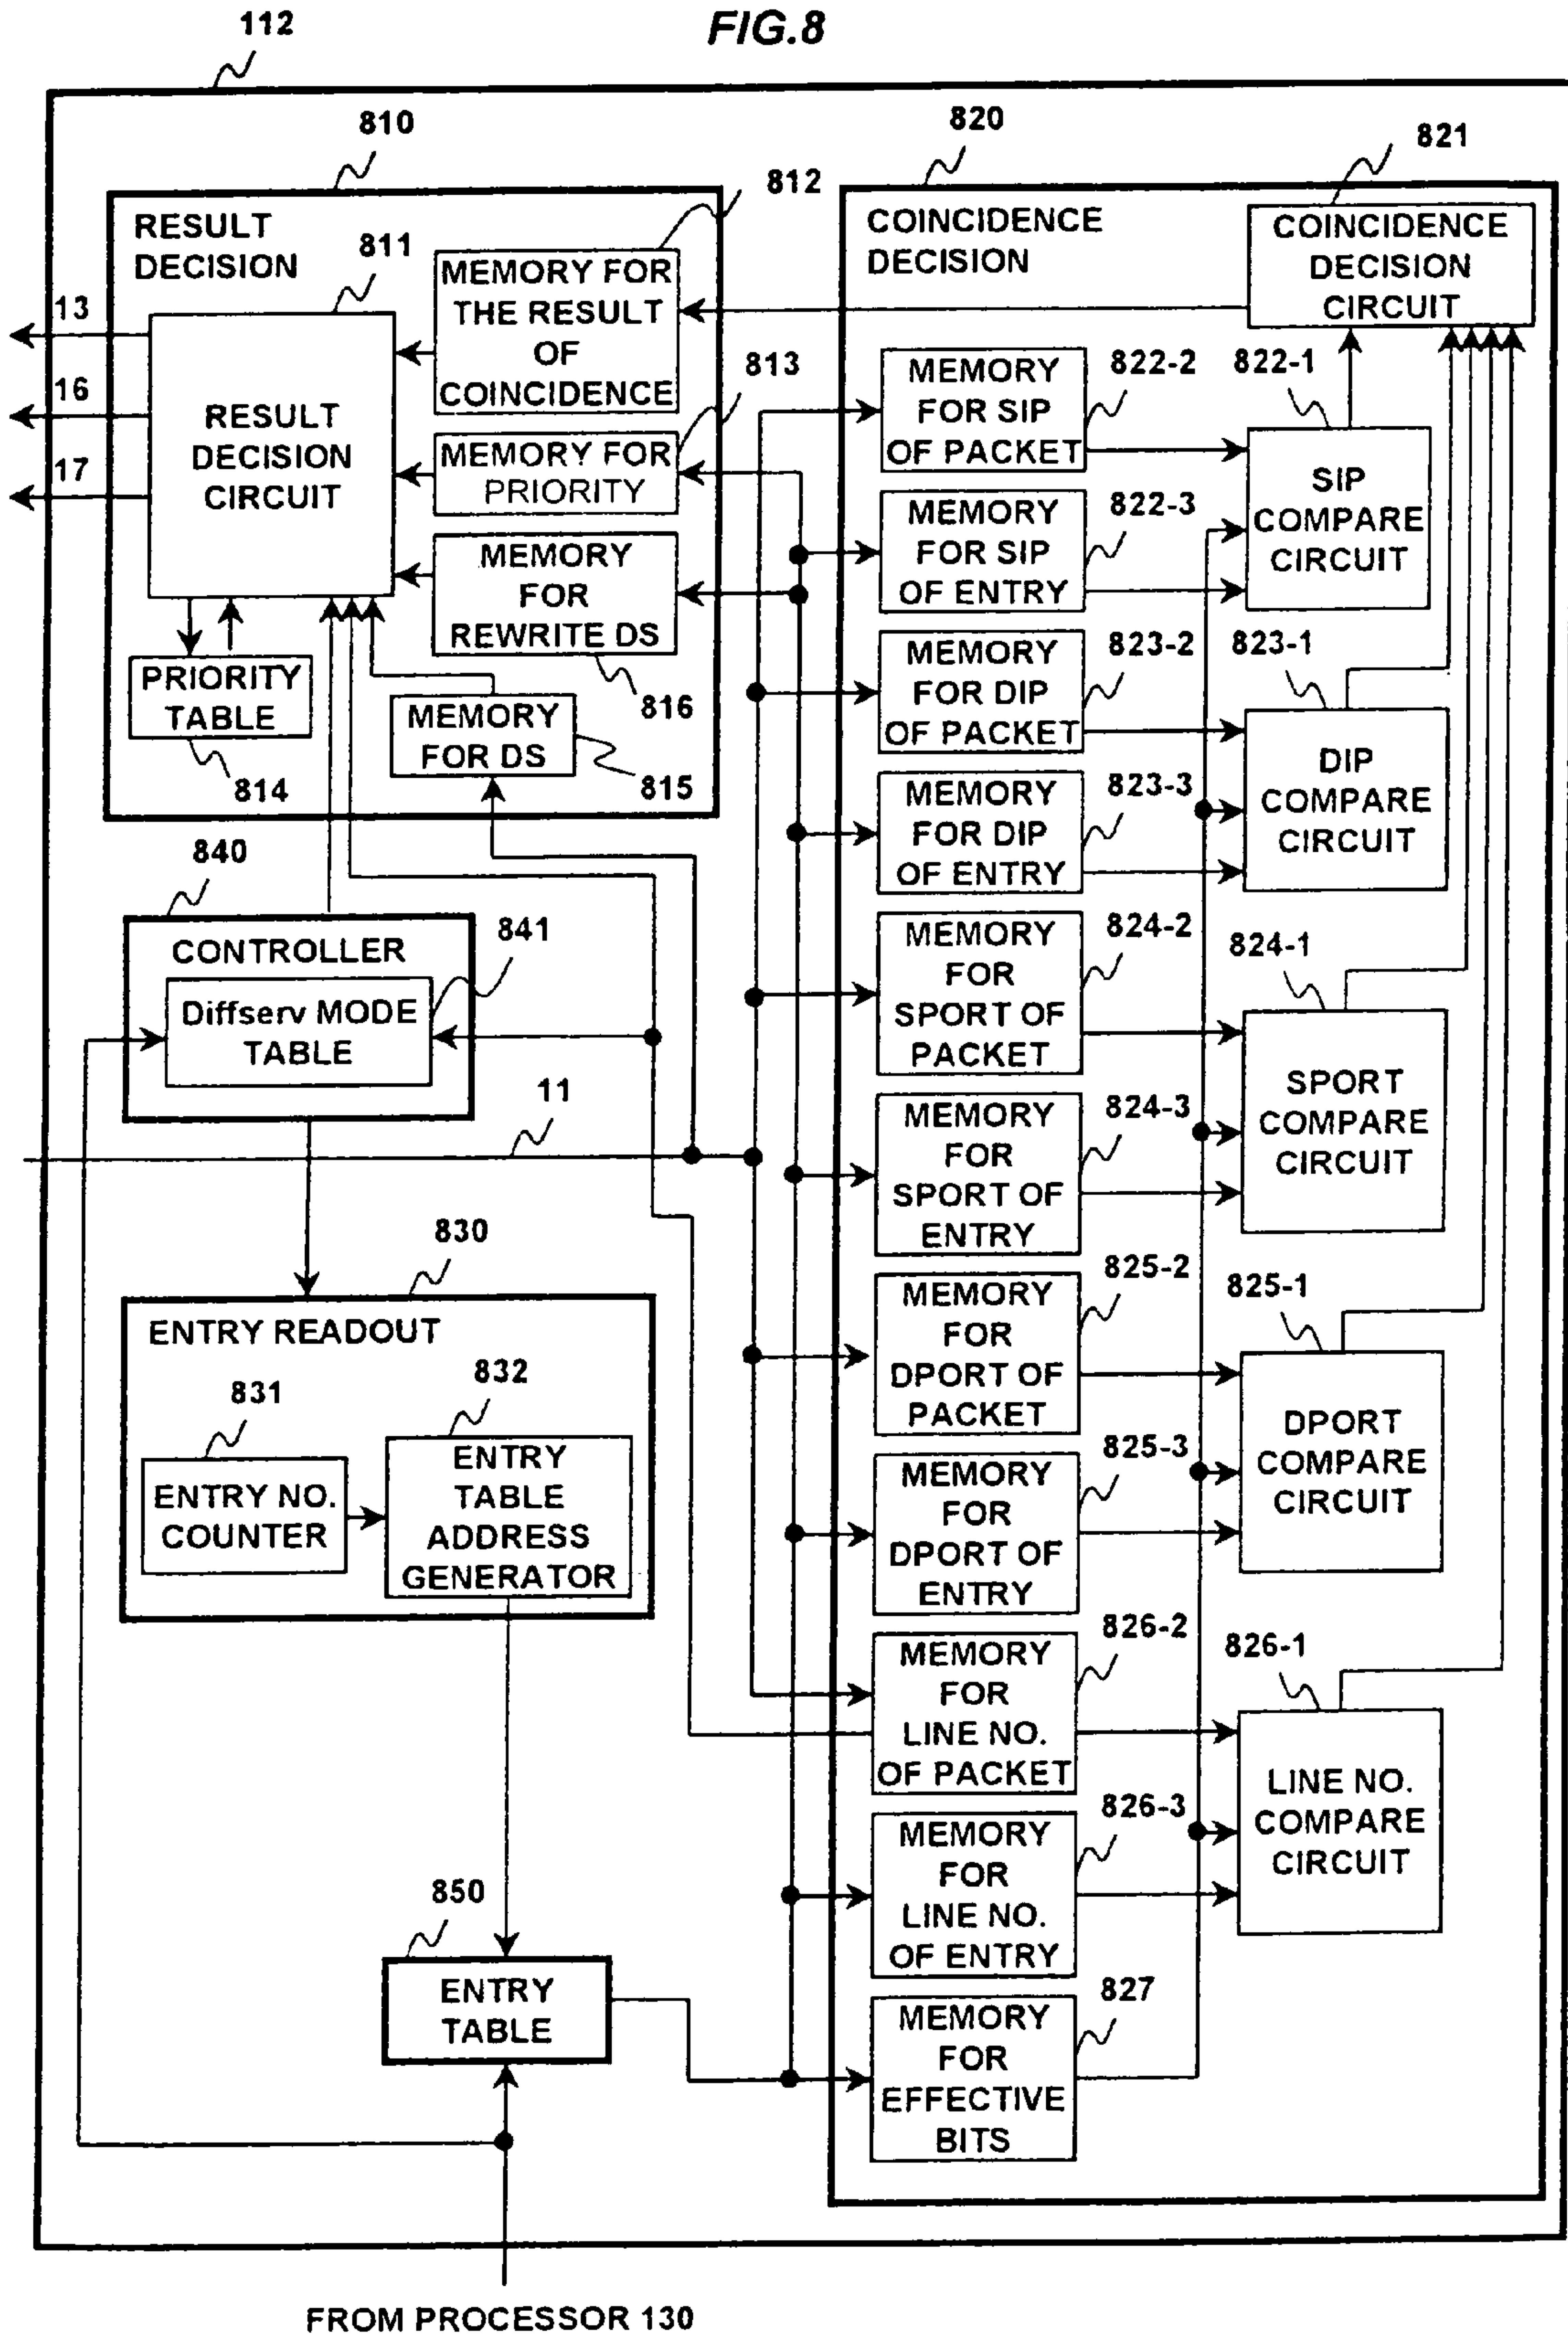 FIG.8
112
810
820
821
812
RESULT
DECISION
811
MEMORY FOR
THE RESULT
OF
COINCIDENCE
COINCIDENCE
DECISION
COINCIDENCE
DECISION
CIRCUIT
13
16
17
RESULT
DECISION
CIRCUIT
813
MEMORY FOR
PRIORITY
MEMORY
FOR
REWRITE DS
816
PRIORITY
TABLE
814
MEMORY
FOR DS
815
MEMORY
FOR SIP
OF PACKET
822-2
822-1
SIP
COMPARE
CIRCUIT
MEMORY
FOR SIP
OF ENTRY
822-3
MEMORY
FOR DIP
OF PACKET
823-2
823-1
DIP
COMPARE
CIRCUIT
MEMORY
FOR DIP
OF ENTRY
823-3
840
CONTROLLER
841
Diffserv MODE
TABLE
11
MEMORY
FOR
SPORT OF
PACKET
824-2
824-1
SPORT
COMPARE
CIRCUIT
MEMORY
FOR
SPORT OF
ENTRY
824-3
830
ENTRY READOUT
831
832
ENTRY NO.
COUNTER
ENTRY
TABLE
ADDRESS
GENERATOR
MEMORY
FOR
DPORT OF
PACKET
825-2
825-1
DPORT
COMPARE
CIRCUIT
MEMORY
FOR
DPORT OF
ENTRY
825-3
MEMORY
FOR
LINE NO.
OF PACKET
826-2
826-1
LINE NO.
COMPARE
CIRCUIT
MEMORY
FOR
LINE NO.
OF ENTRY
826-3
850
ENTRY
TABLE
MEMORY
FOR
EFFECTIVE
BITS
827
FROM PROCESSOR 130